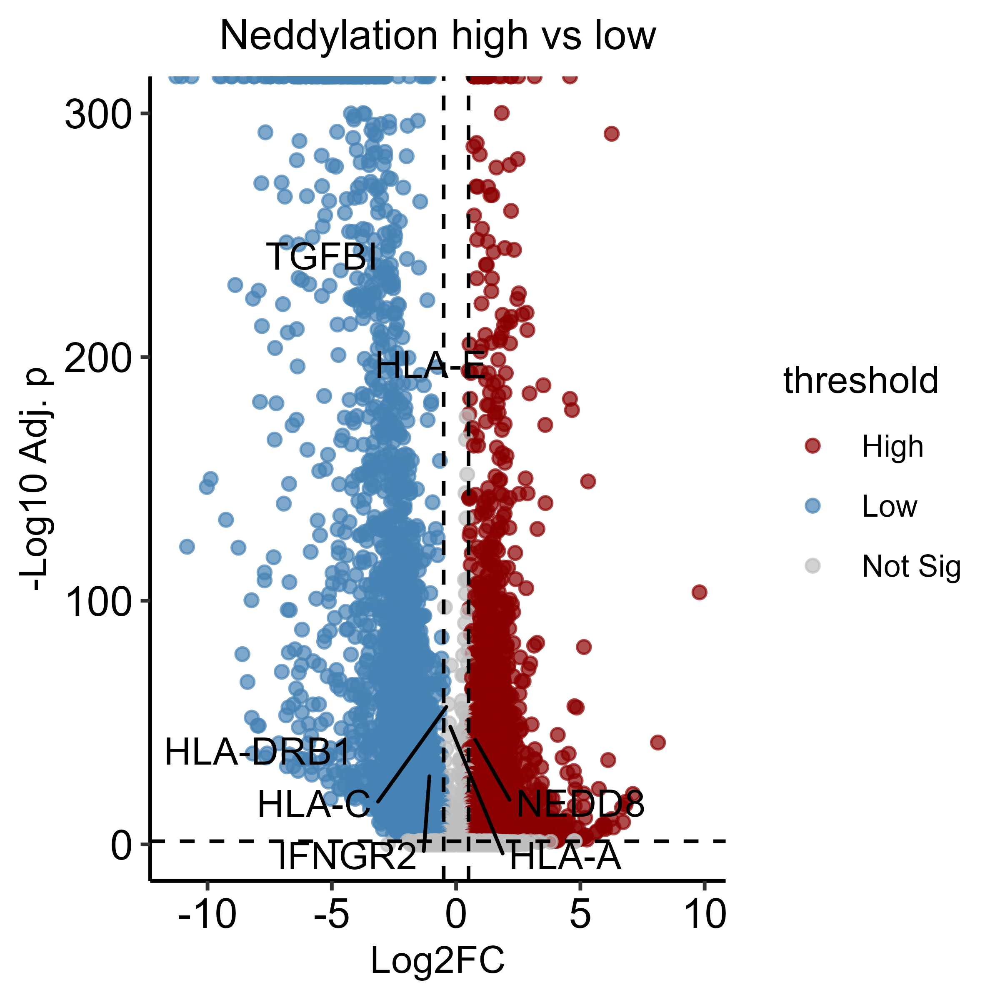 Neddylation high vs low
-Log10 Adj. p
300
200
100
0
TGFBI
HLA-E
HLA-DRB1
HLA-C
NEDD8
IFNGR2
HLA-A
-10
-5
0
5
10
Log2FC
threshold
High
Low
Not Sig